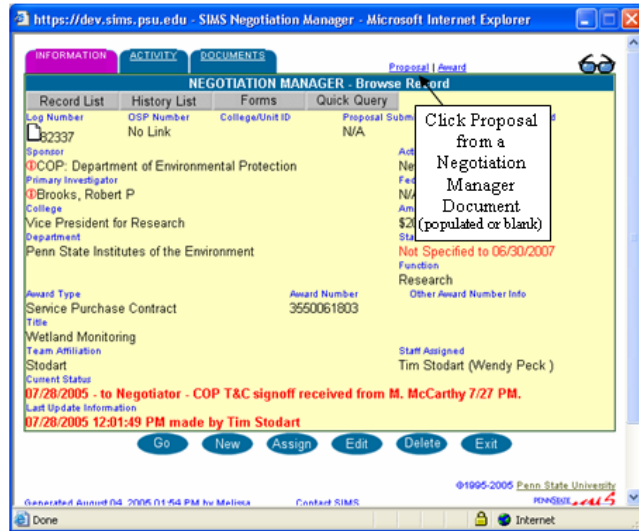 https://dev.sims.psu.edu - SIMS Negotiation Manager - Microsoft Internet Explorer
INFORMATION ACTIVITY DOCUMENTS
Proposal | Award
NEGOTIATION MANAGER - Browse Record
Record List History List Forms Quick Query
Log Number OSP Number College/Unit ID Proposal
82337 No Link N/A
Click Proposal
from a
Negotiation
Manager
Document
(populated or blank)
Sponsor
COP: Department of Environmental Protection
Primary Investigator
Brooks, Robert P
College
Vice President for Research
Department
Penn State Institutes of the Environment
Not Specified to 06/30/2007
Function
Research
Award Type Award Number Other Award Number Info
Service Purchase Contract 3550061803
Title
Wetland Monitoring
Team Affiliation Staff Assigned
Stodart Tim Stodart (Wendy Peck )
Current Status
07/28/2005 - to Negotiator - COP T&C signoff received from M. McCarthy 7/27 PM.
Last Update Information
07/28/2005 12:01:49 PM made by Tim Stodart
Go New Assign Edit Delete Exit
©1995-2005 Penn State University
Generated August 04, 2005 01:54 PM by Melissa Contact SIMS PENNSTATE
Done Internet